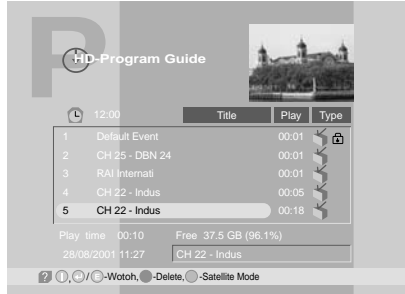 P
HD-Program Guide
12:00 Title Play Type
1 Default Event 00:01
2 CH 25 - DBN 24 00:01
3 RAI Internati 00:01
4 CH 22 - Indus 00:05
5 CH 22 - Indus 00:18
Play time 00:10 Free 37.5 GB (96.1%)
28/08/2001 11:27 CH 22 - Indus
? , / -Wotoh, -Delete, -Satellite Mode